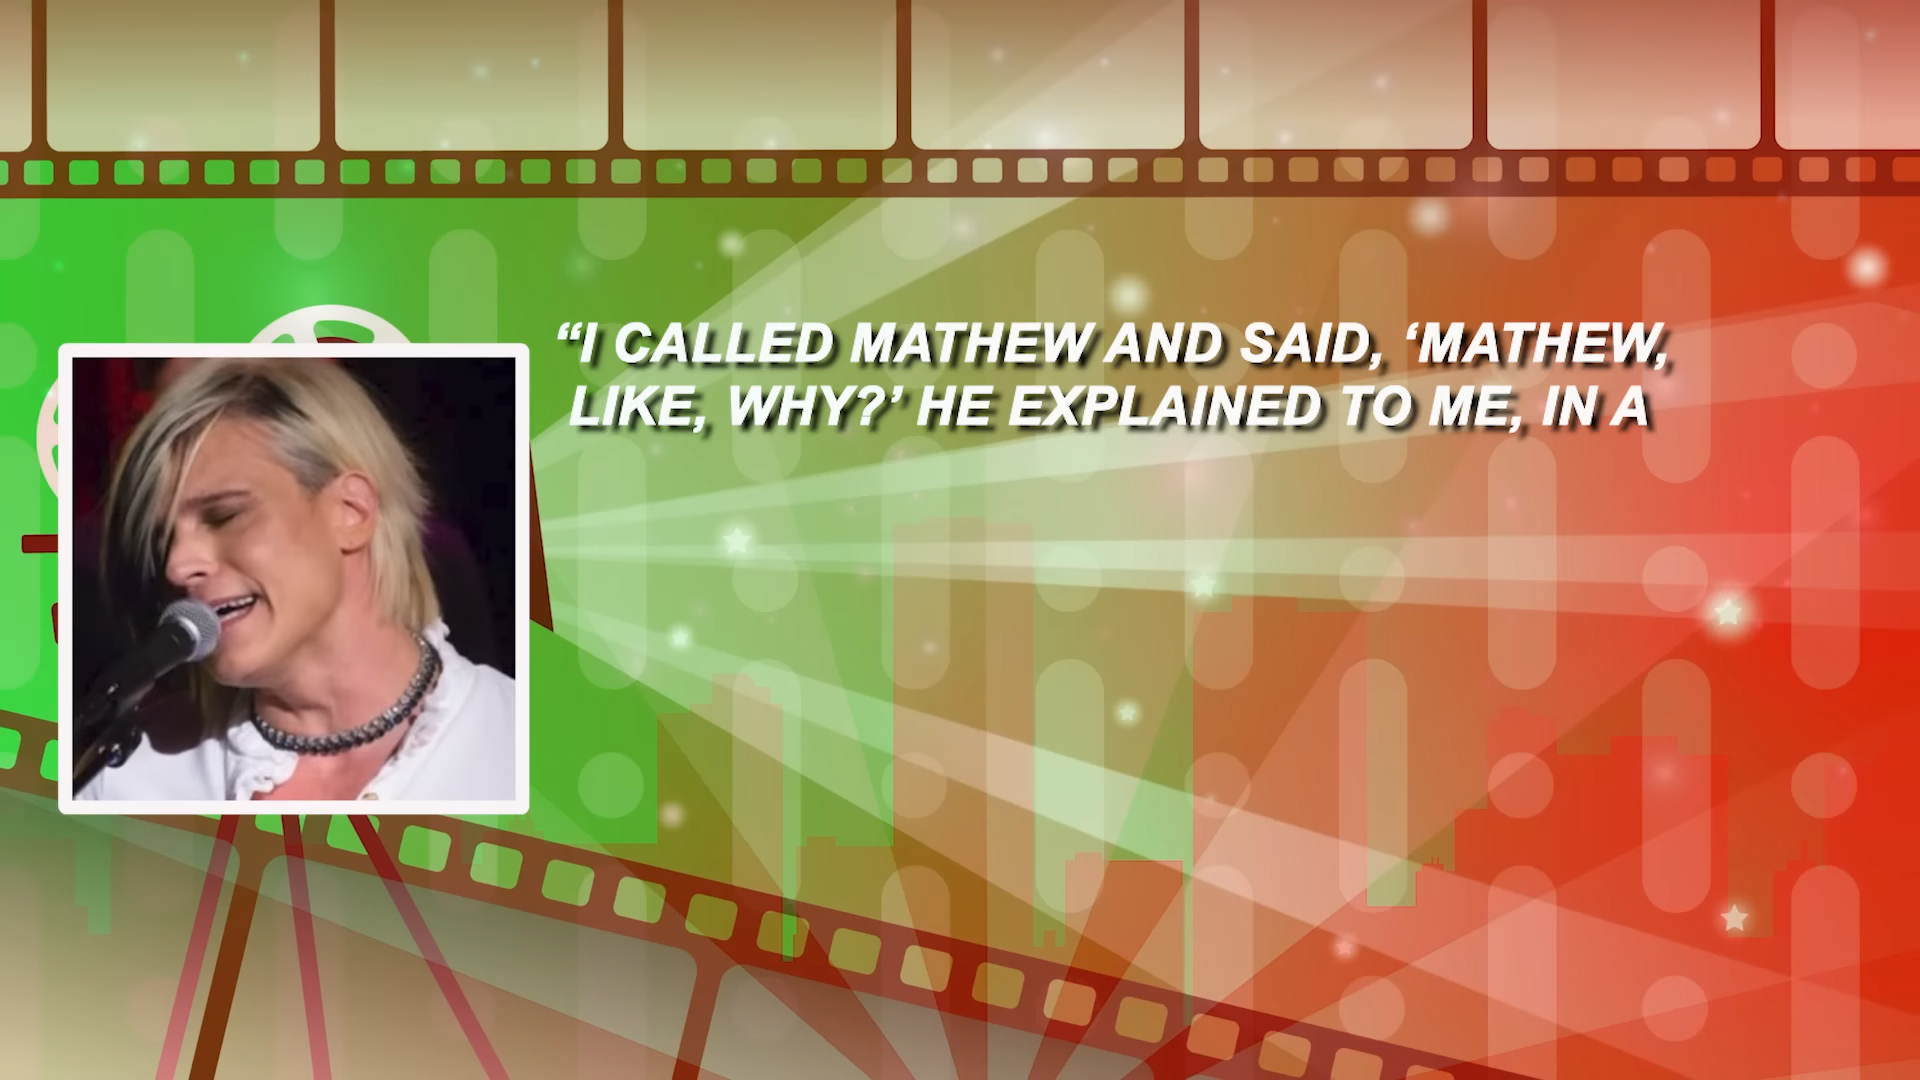 “I CALLED MATHEW AND SAID, ‘MATHEW,
LIKE, WHY?’ HE EXPLAINED TO ME, IN A